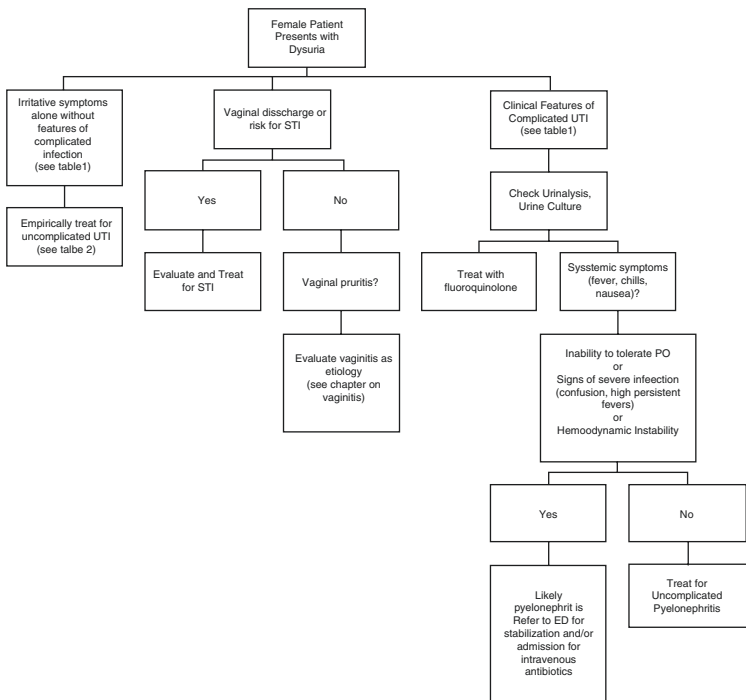 Female Patient
Presents with
Dysuria
Irritative symptoms
alone without
features of
complicated
infection
(see table1)
Vaginal disscharge or
risk for STI
Clinical Features of
Complicated UTI
(see table1)
Yes
No
Check Urinalysis,
Urine Culture
Empirically treat for
uncomplicated UTI
(see talbe 2)
Evaluate and Treat
for STI
Vaginal pruritis?
Treat with
fluoroquinolone
Sysstemic symptoms
(fever, chills,
nausea)?
Evaluate vaginitis as
etiology
(see chapter on
vaginitis)
Inability to tolerate PO
or
Signs of severe infeection
(confusion, high persistent
fevers)
or
Hemoodynamic Instability
Yes
No
Likely
pyelonephrit is
Refer to ED for
stabilization and/or
admission for
intravenous
antibiotics
Treat for
Uncomplicated
Pyelonephritis